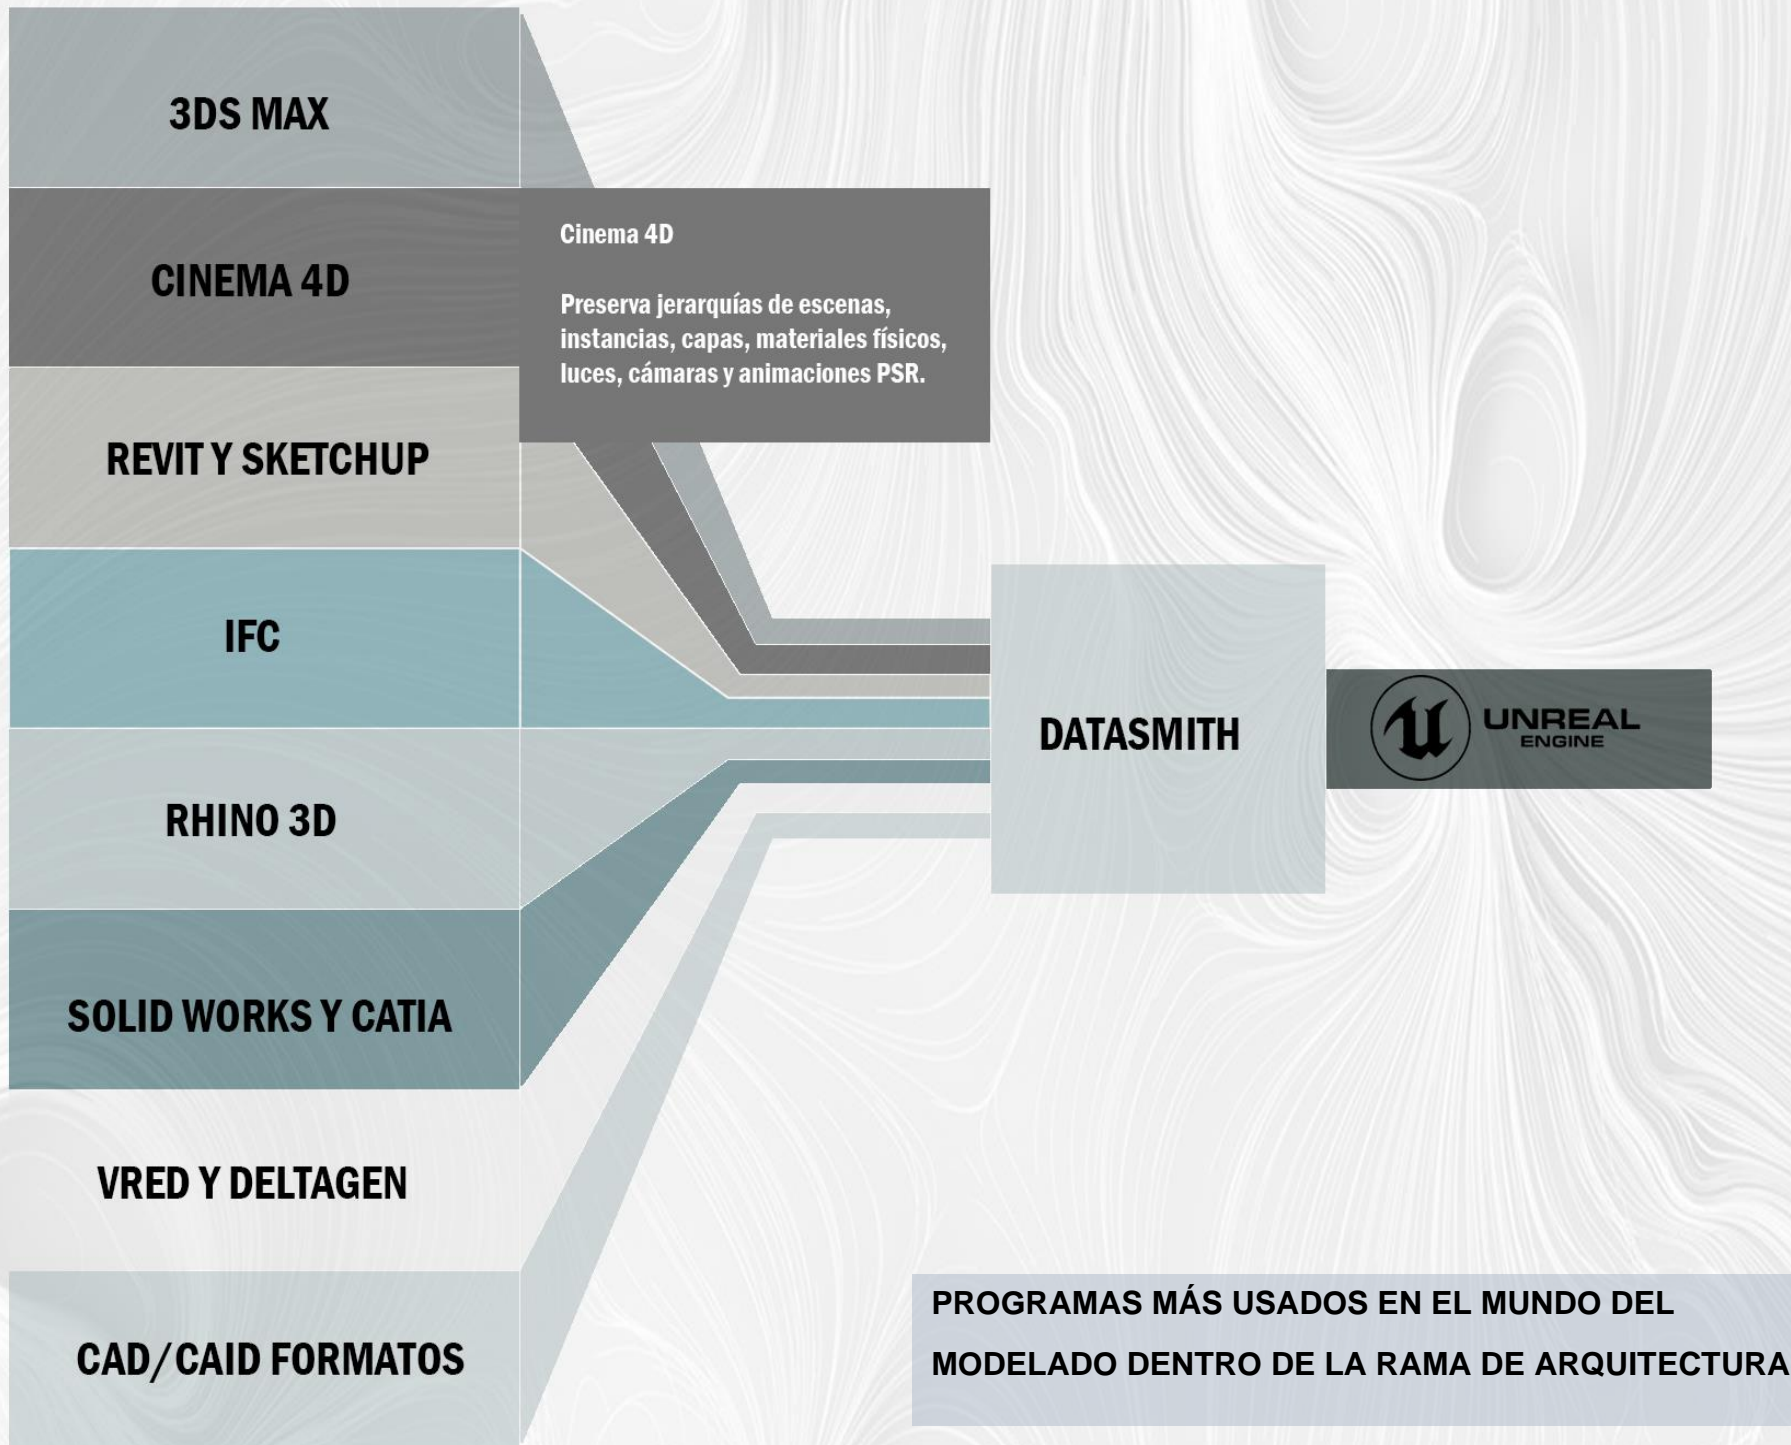 3DS MAX
CINEMA 4D
Cinema 4D
Preserva jerarquías de escenas,
instancias, capas, materiales físicos,
luces, cámaras y animaciones PSR.
REVIT Y SKETCHUP
IFC
RHINO 3D
SOLID WORKS Y CATIA
VRED Y DELTAGEN
CAD/CAID FORMATOS
DATASMITH
UNREAL
ENGINE
PROGRAMAS MÁS USADOS EN EL MUNDO DEL
MODELADO DENTRO DE LA RAMA DE ARQUITECTURA